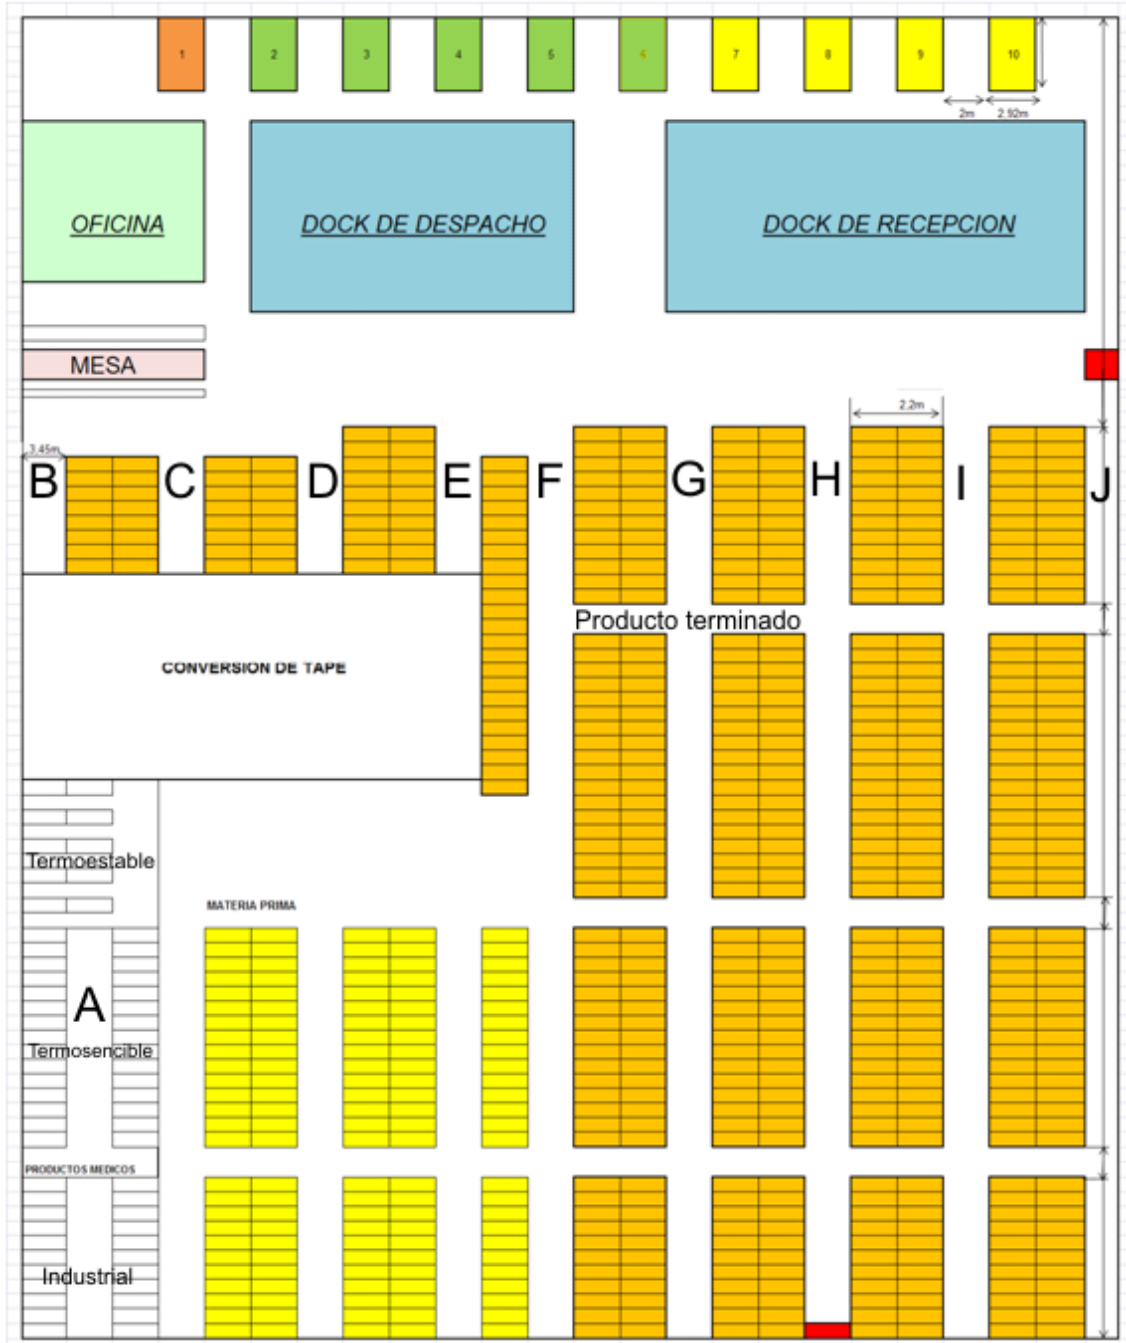 1 2 3 4 5 6 7 8 9 10
2m 2.92m
OFICINA DOCK DE DESPACHO DOCK DE RECEPCION
MESA
2.2m
3.45m
B C D E F G H I J
Producto terminado
CONVERSION DE TAPE
Termoestable
MATERIA PRIMA
A
Termosencible
PRODUCTOS MEDICOS
Industrial